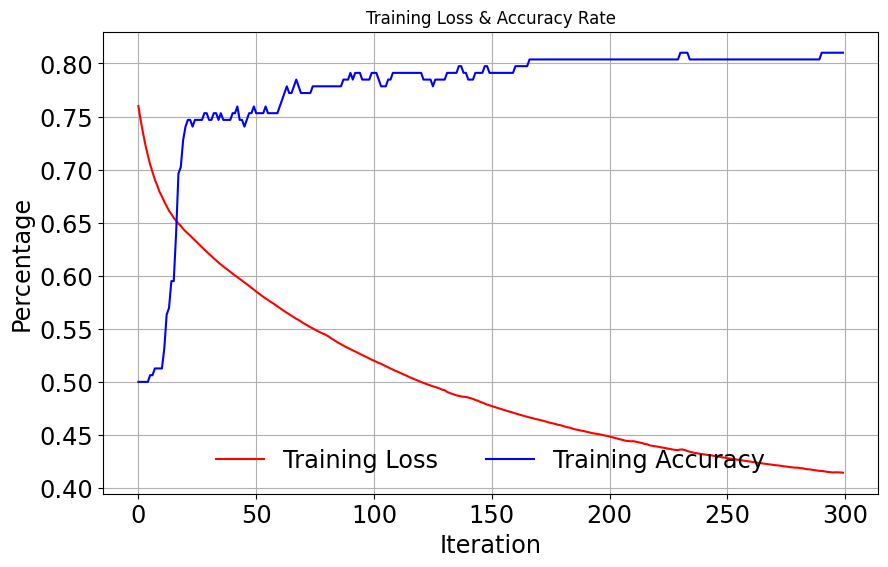 Training Loss & Accuracy Rate
0.80
0.75
0.70
0.65
0.60
0.55
0.50
0.45
0.40
Percentage
Training Loss Training Accuracy
0 50 100 150 200 250 300
Iteration